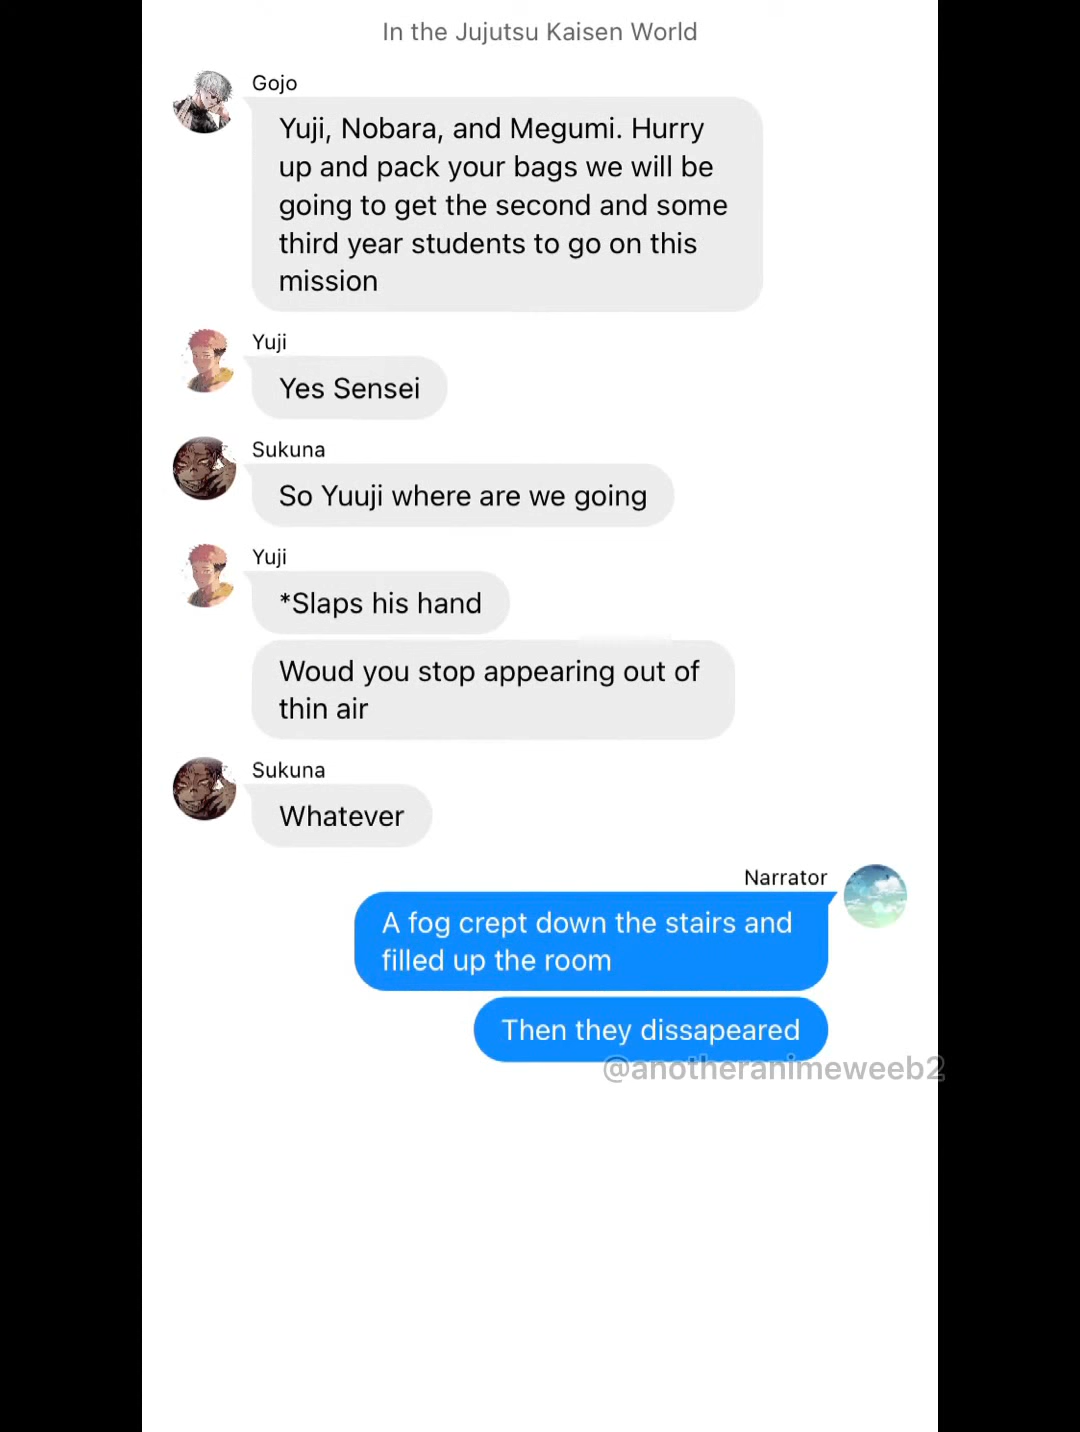 In the Jujutsu Kaisen World
Gojo
Yuji, Nobara, and Megumi. Hurry
up and pack your bags we will be
going to get the second and some
third year students to go on this
mission
Yuji
Yes Sensei
Sukuna
So Yuuji where are we going
Yuji
*Slaps his hand
Woud you stop appearing out of
thin air
Sukuna
Whatever
Narrator
A fog crept down the stairs and
filled up the room
Then they dissapeared
@anotheranimeweeb2